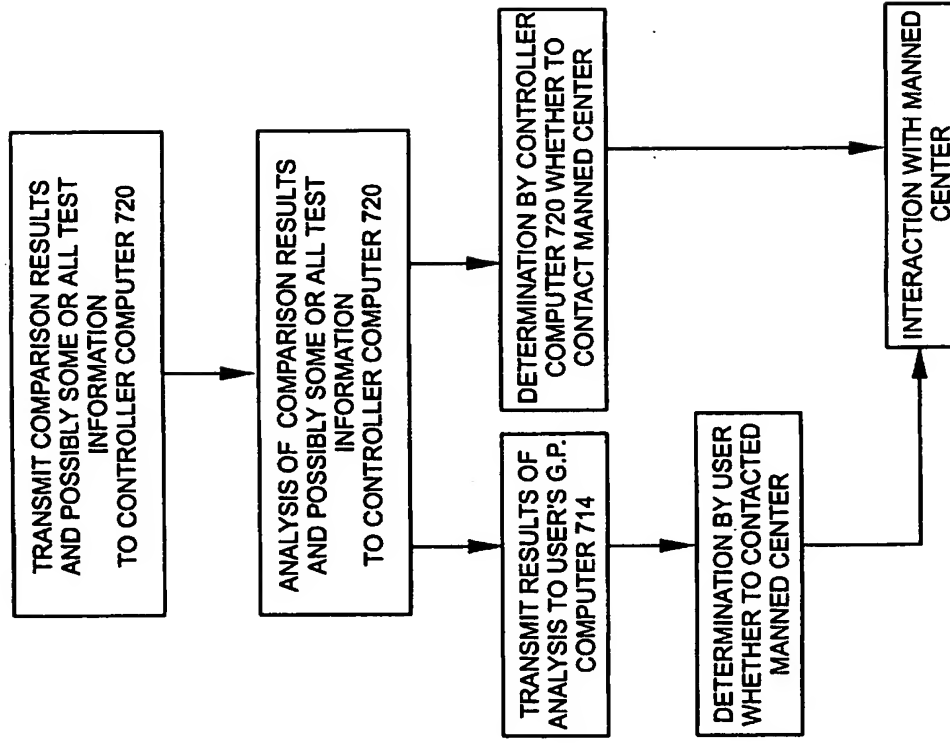 TRANSMIT COMPARISON RESULTS
AND POSSIBLY SOME OR ALL TEST
INFORMATION
TO CONTROLLER COMPUTER 720
ANALYSIS OF COMPARISON RESULTS
AND POSSIBLY SOME OR ALL TEST
INFORMATION
TO CONTROLLER COMPUTER 720
TRANSMIT RESULTS OF
ANALYSIS TO USER'S G.P.
COMPUTER 714
DETERMINATION BY CONTROLLER
COMPUTER 720 WHETHER TO
CONTACT MANNED CENTER
DETERMINATION BY USER
WHETHER TO CONTACTED
MANNED CENTER
INTERACTION WITH MANNED
CENTER